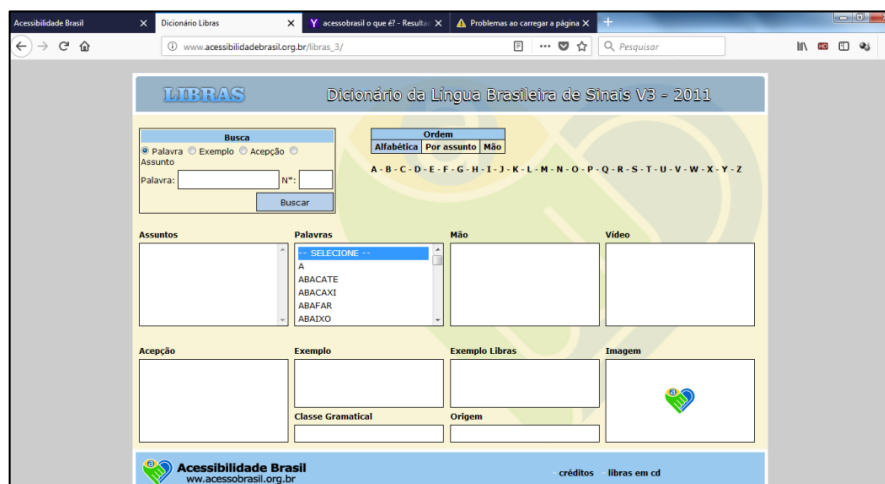 Acessibilidade Brasil
Dicionário Libras
acessobrasil o que é? - Resulta
Problemas ao carregar a página
www.acessibilidadebrasil.org.br/libras_3/
Pesquisar
LIBRAS
Dicionário da Língua Brasileira de Sinais V3 - 2011
Busca
Palavra Exemplo Acepção
Assunto
Palavra: N°:
Buscar
Ordem
Alfabética Por assunto Mão
A - B - C - D - E - F - G - H - I - J - K - L - M - N - O - P - Q - R - S - T - U - V - W - X - Y - Z
Assuntos
Palavras
-- SELECIONE --
A
ABACATE
ABACAXI
ABAFAR
ABAIXO
Mão
Vídeo
Acepção
Exemplo
Exemplo Libras
Imagem
Classe Gramatical
Origem
Acessibilidade Brasil
ww.acessobrasil.org.br
créditos
libras em cd